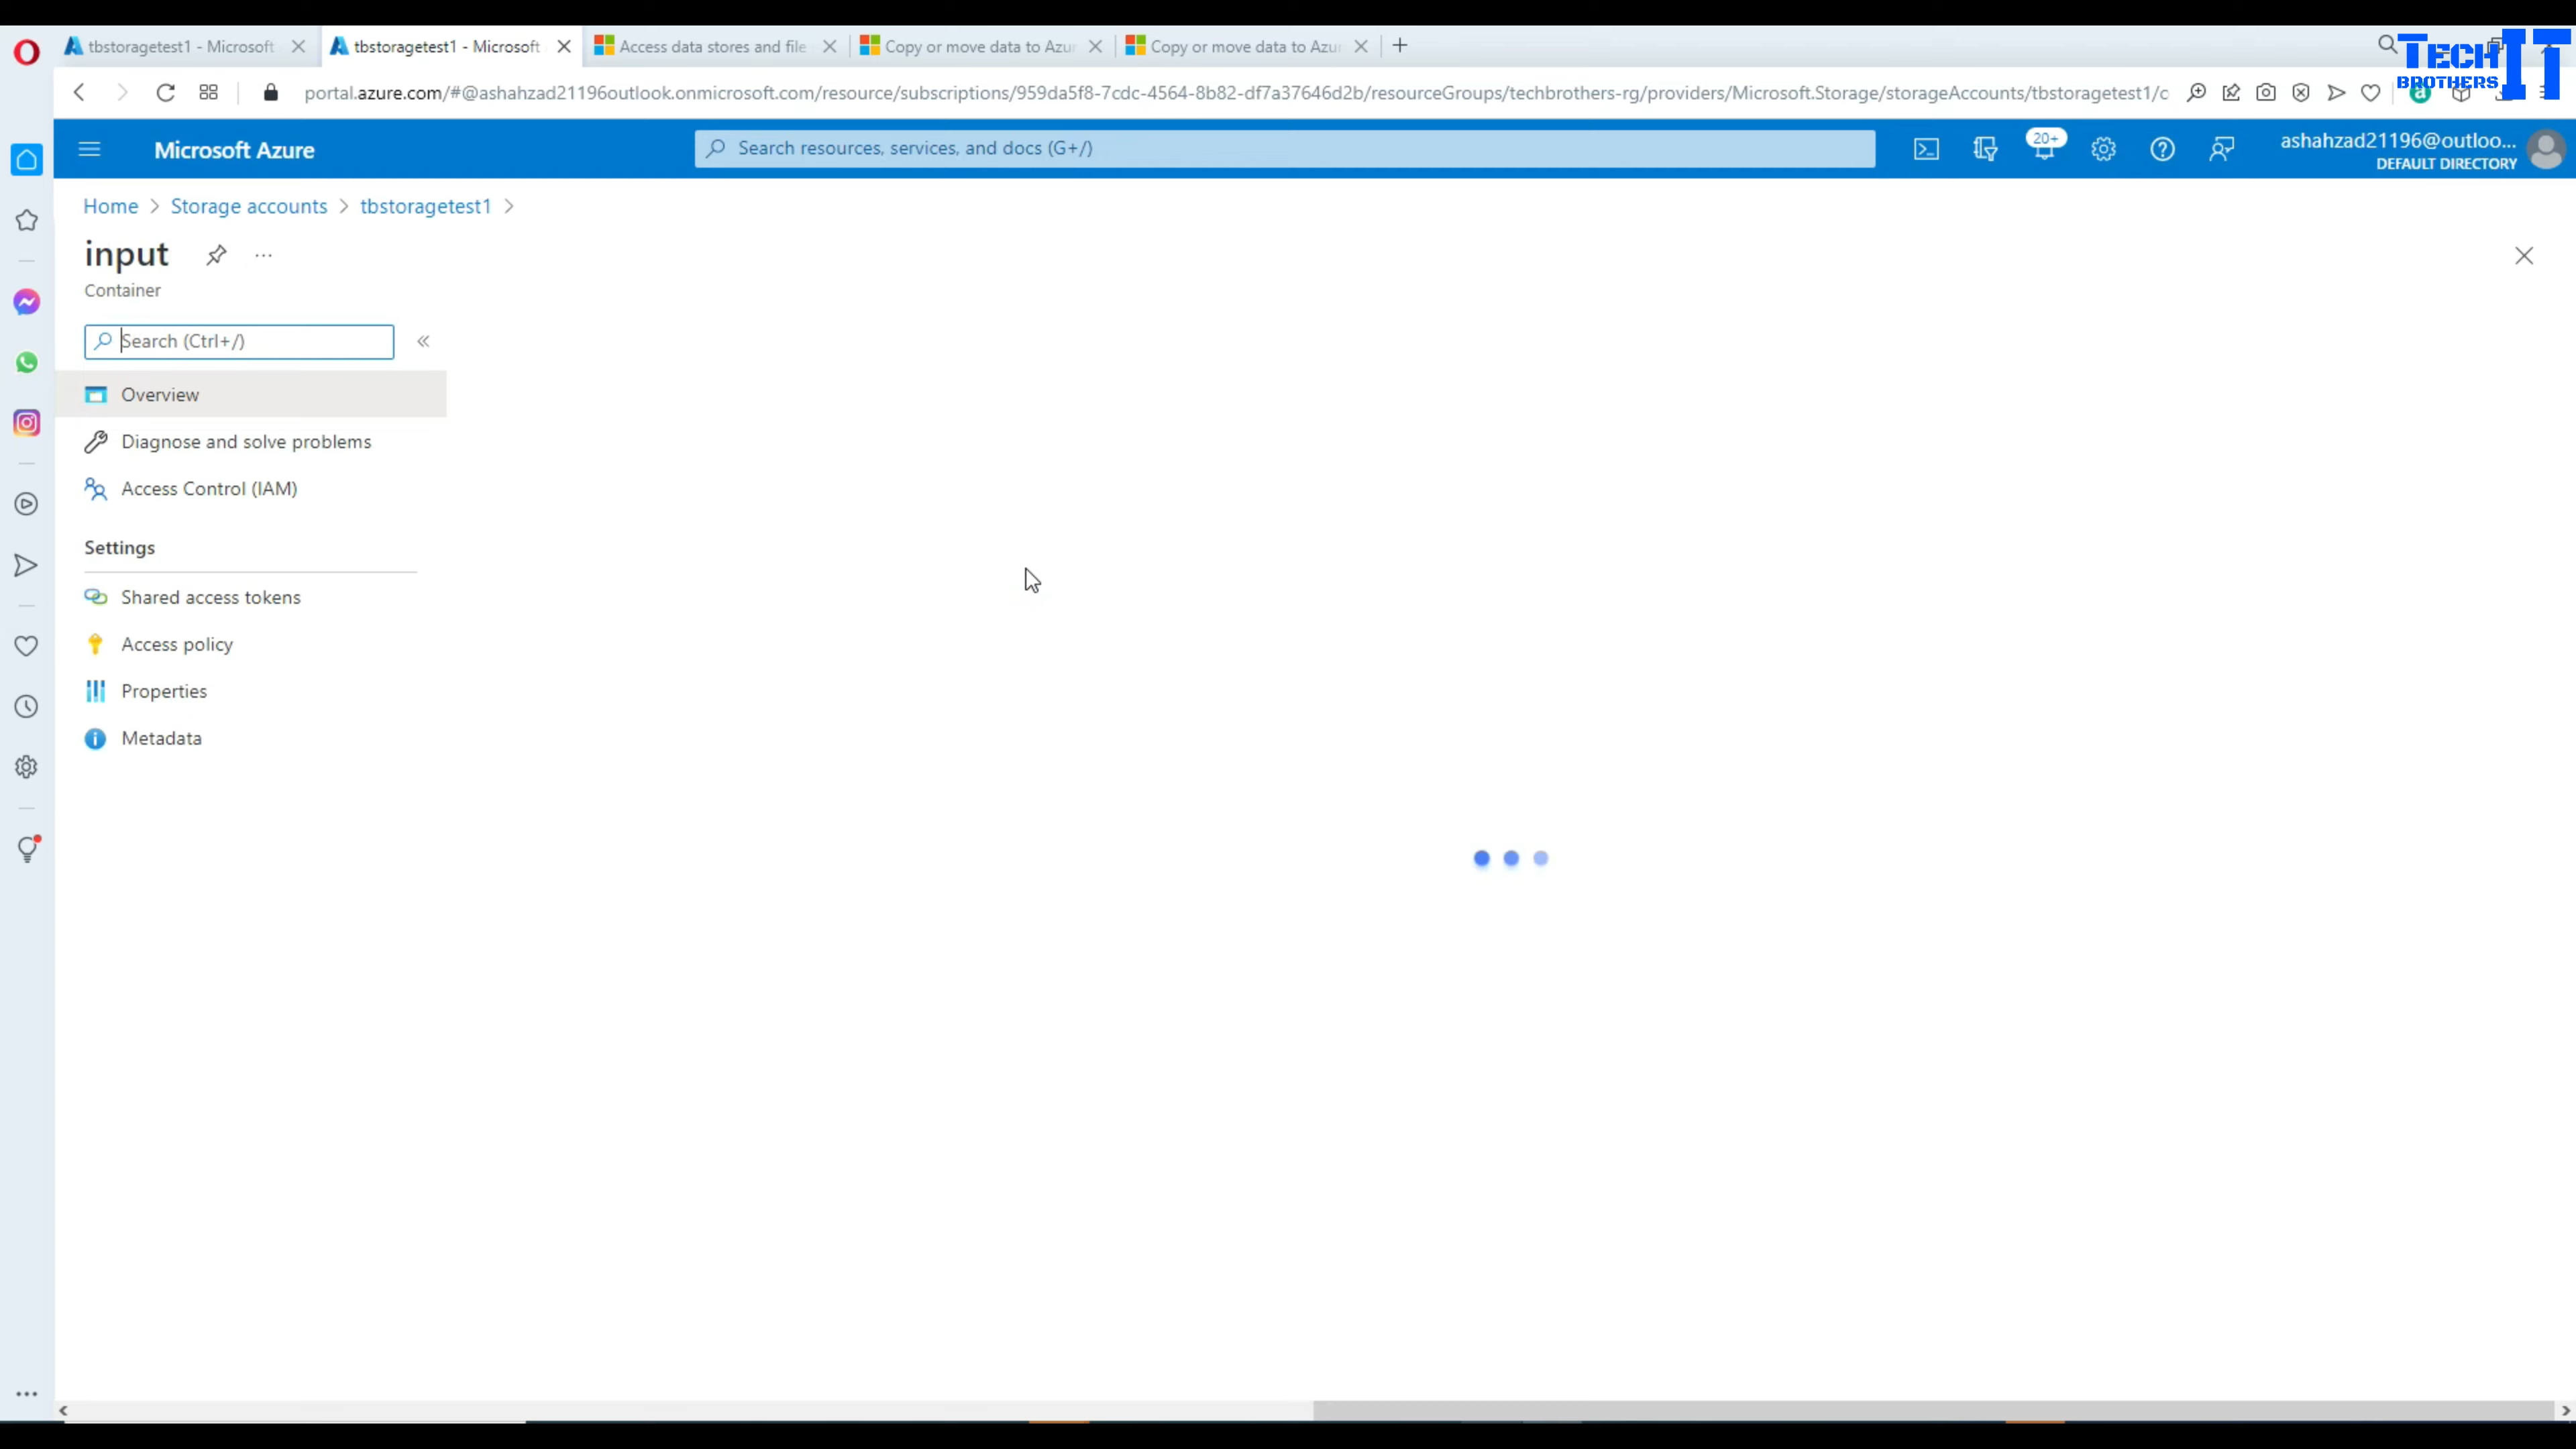 tbstoragetest1 - Microsoft
tbstoragetest1 - Microsoft
Access data stores and file
Copy or move data to Azu
Copy or move data to Azu
TECH IT
BROTHERS
portal.azure.com/#@ashahzad21196outlook.onmicrosoft.com/resource/subscriptions/959da5f8-7cdc-4564-8b82-df7a37646d2b/resourceGroups/techbrothers-rg/providers/Microsoft.Storage/storageAccounts/tbstoragetest1/c
Microsoft Azure
Search resources, services, and docs (G+/)
20+
ashahzad21196@outloo...
DEFAULT DIRECTORY
Home > Storage accounts > tbstoragetest1 >
input
Container
Search (Ctrl+/)
Overview
Diagnose and solve problems
Access Control (IAM)
Settings
Shared access tokens
Access policy
Properties
Metadata